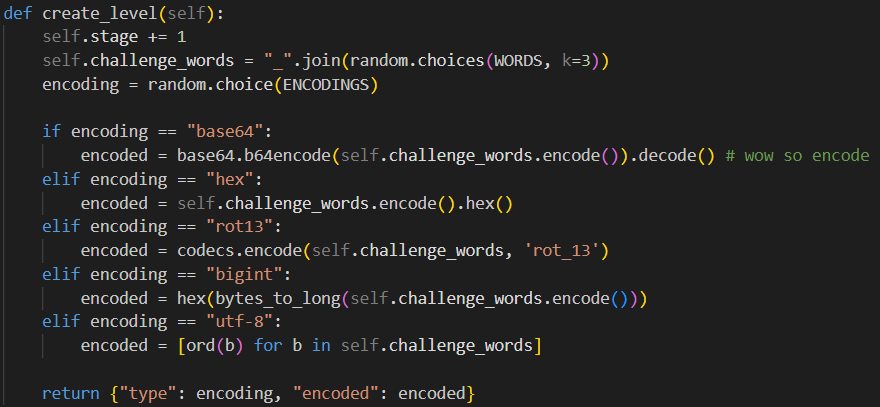 def create_level(self):
    self.stage += 1
    self.challenge_words = "_".join(random.choices(WORDS, k=3))
    encoding = random.choice(ENCODINGS)

    if encoding == "base64":
        encoded = base64.b64encode(self.challenge_words.encode()).decode() # wow so encode
    elif encoding == "hex":
        encoded = self.challenge_words.encode().hex()
    elif encoding == "rot13":
        encoded = codecs.encode(self.challenge_words, 'rot_13')
    elif encoding == "bigint":
        encoded = hex(bytes_to_long(self.challenge_words.encode()))
    elif encoding == "utf-8":
        encoded = [ord(b) for b in self.challenge_words]

    return {"type": encoding, "encoded": encoded}